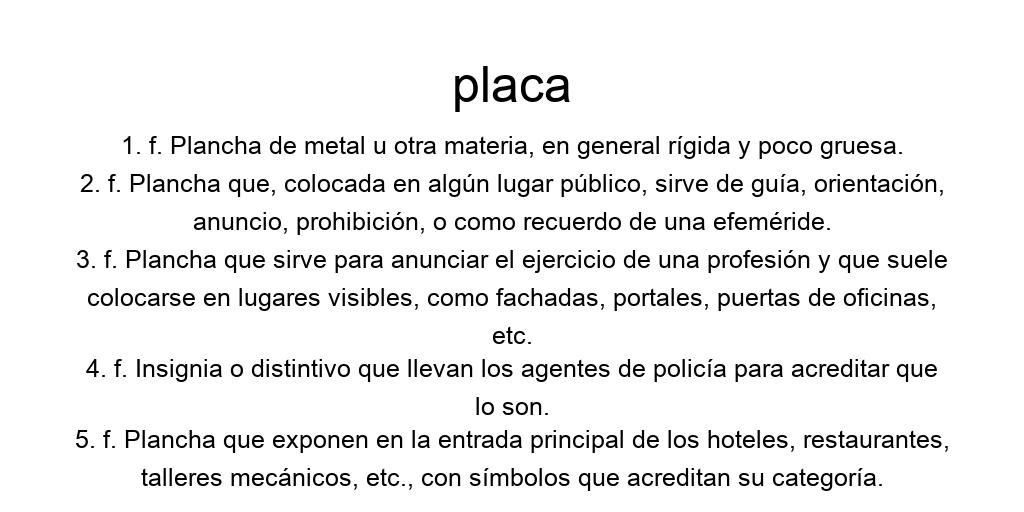 placa
1. f. Plancha de metal u otra materia, en general rígida y poco gruesa.
2. f. Plancha que, colocada en algún lugar público, sirve de guía, orientación,
anuncio, prohibición, o como recuerdo de una efeméride.
3. f. Plancha que sirve para anunciar el ejercicio de una profesión y que suele
colocarse en lugares visibles, como fachadas, portales, puertas de oficinas,
etc.
4. f. Insignia o distintivo que llevan los agentes de policía para acreditar que
lo son.
5. f. Plancha que exponen en la entrada principal de los hoteles, restaurantes,
talleres mecánicos, etc., con símbolos que acreditan su categoría.